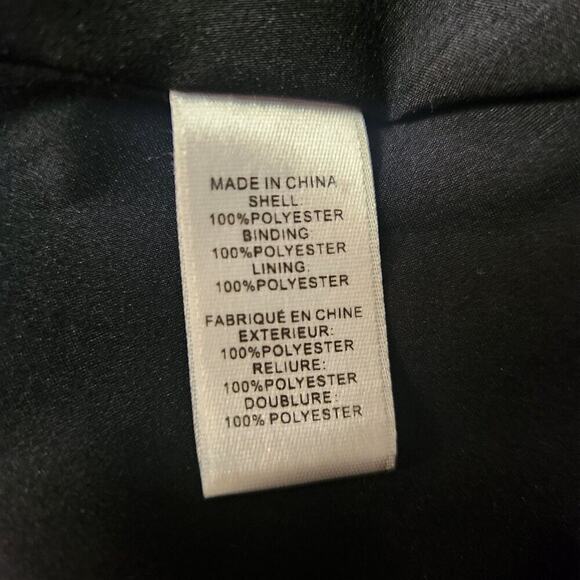 MADE IN CHINA
SHELL:
100%POLYESTER
BINDING:
100%POLYESTER
LINING:
100%POLYESTER
FABRIQUÉ EN CHINE
EXTERIEUR:
100%POLYESTER
RELIURE:
100%POLYESTER
DOUBLURE:
100% POLYESTER